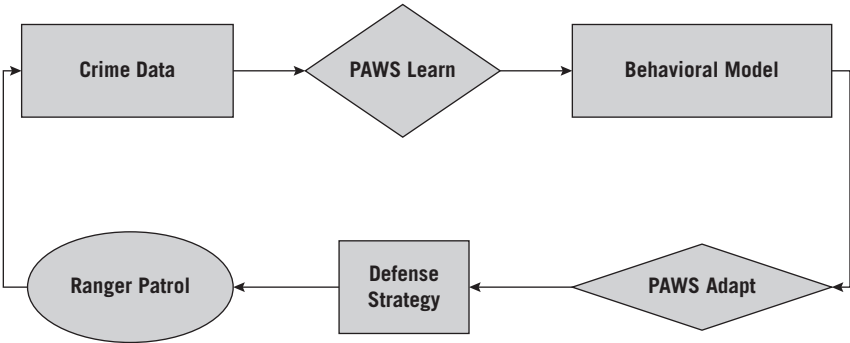 Crime Data
PAWS Learn
Behavioral Model
Ranger Patrol
Defense
Strategy
PAWS Adapt